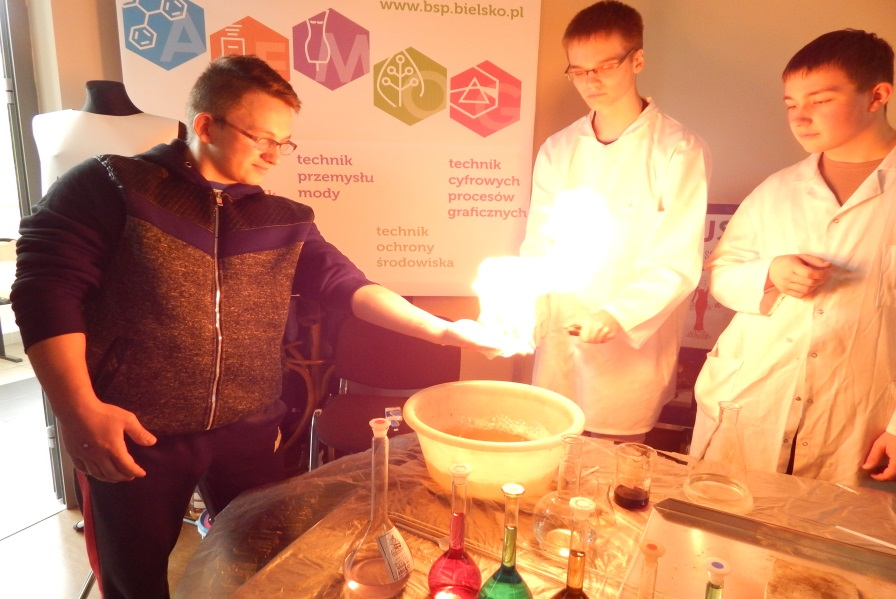 www.bsp.bielsko.pl
A
E
M
O
G
technik
przemysłu
mody
technik
cyfrowych
procesów
graficznych
technik
ochrony
środowiska